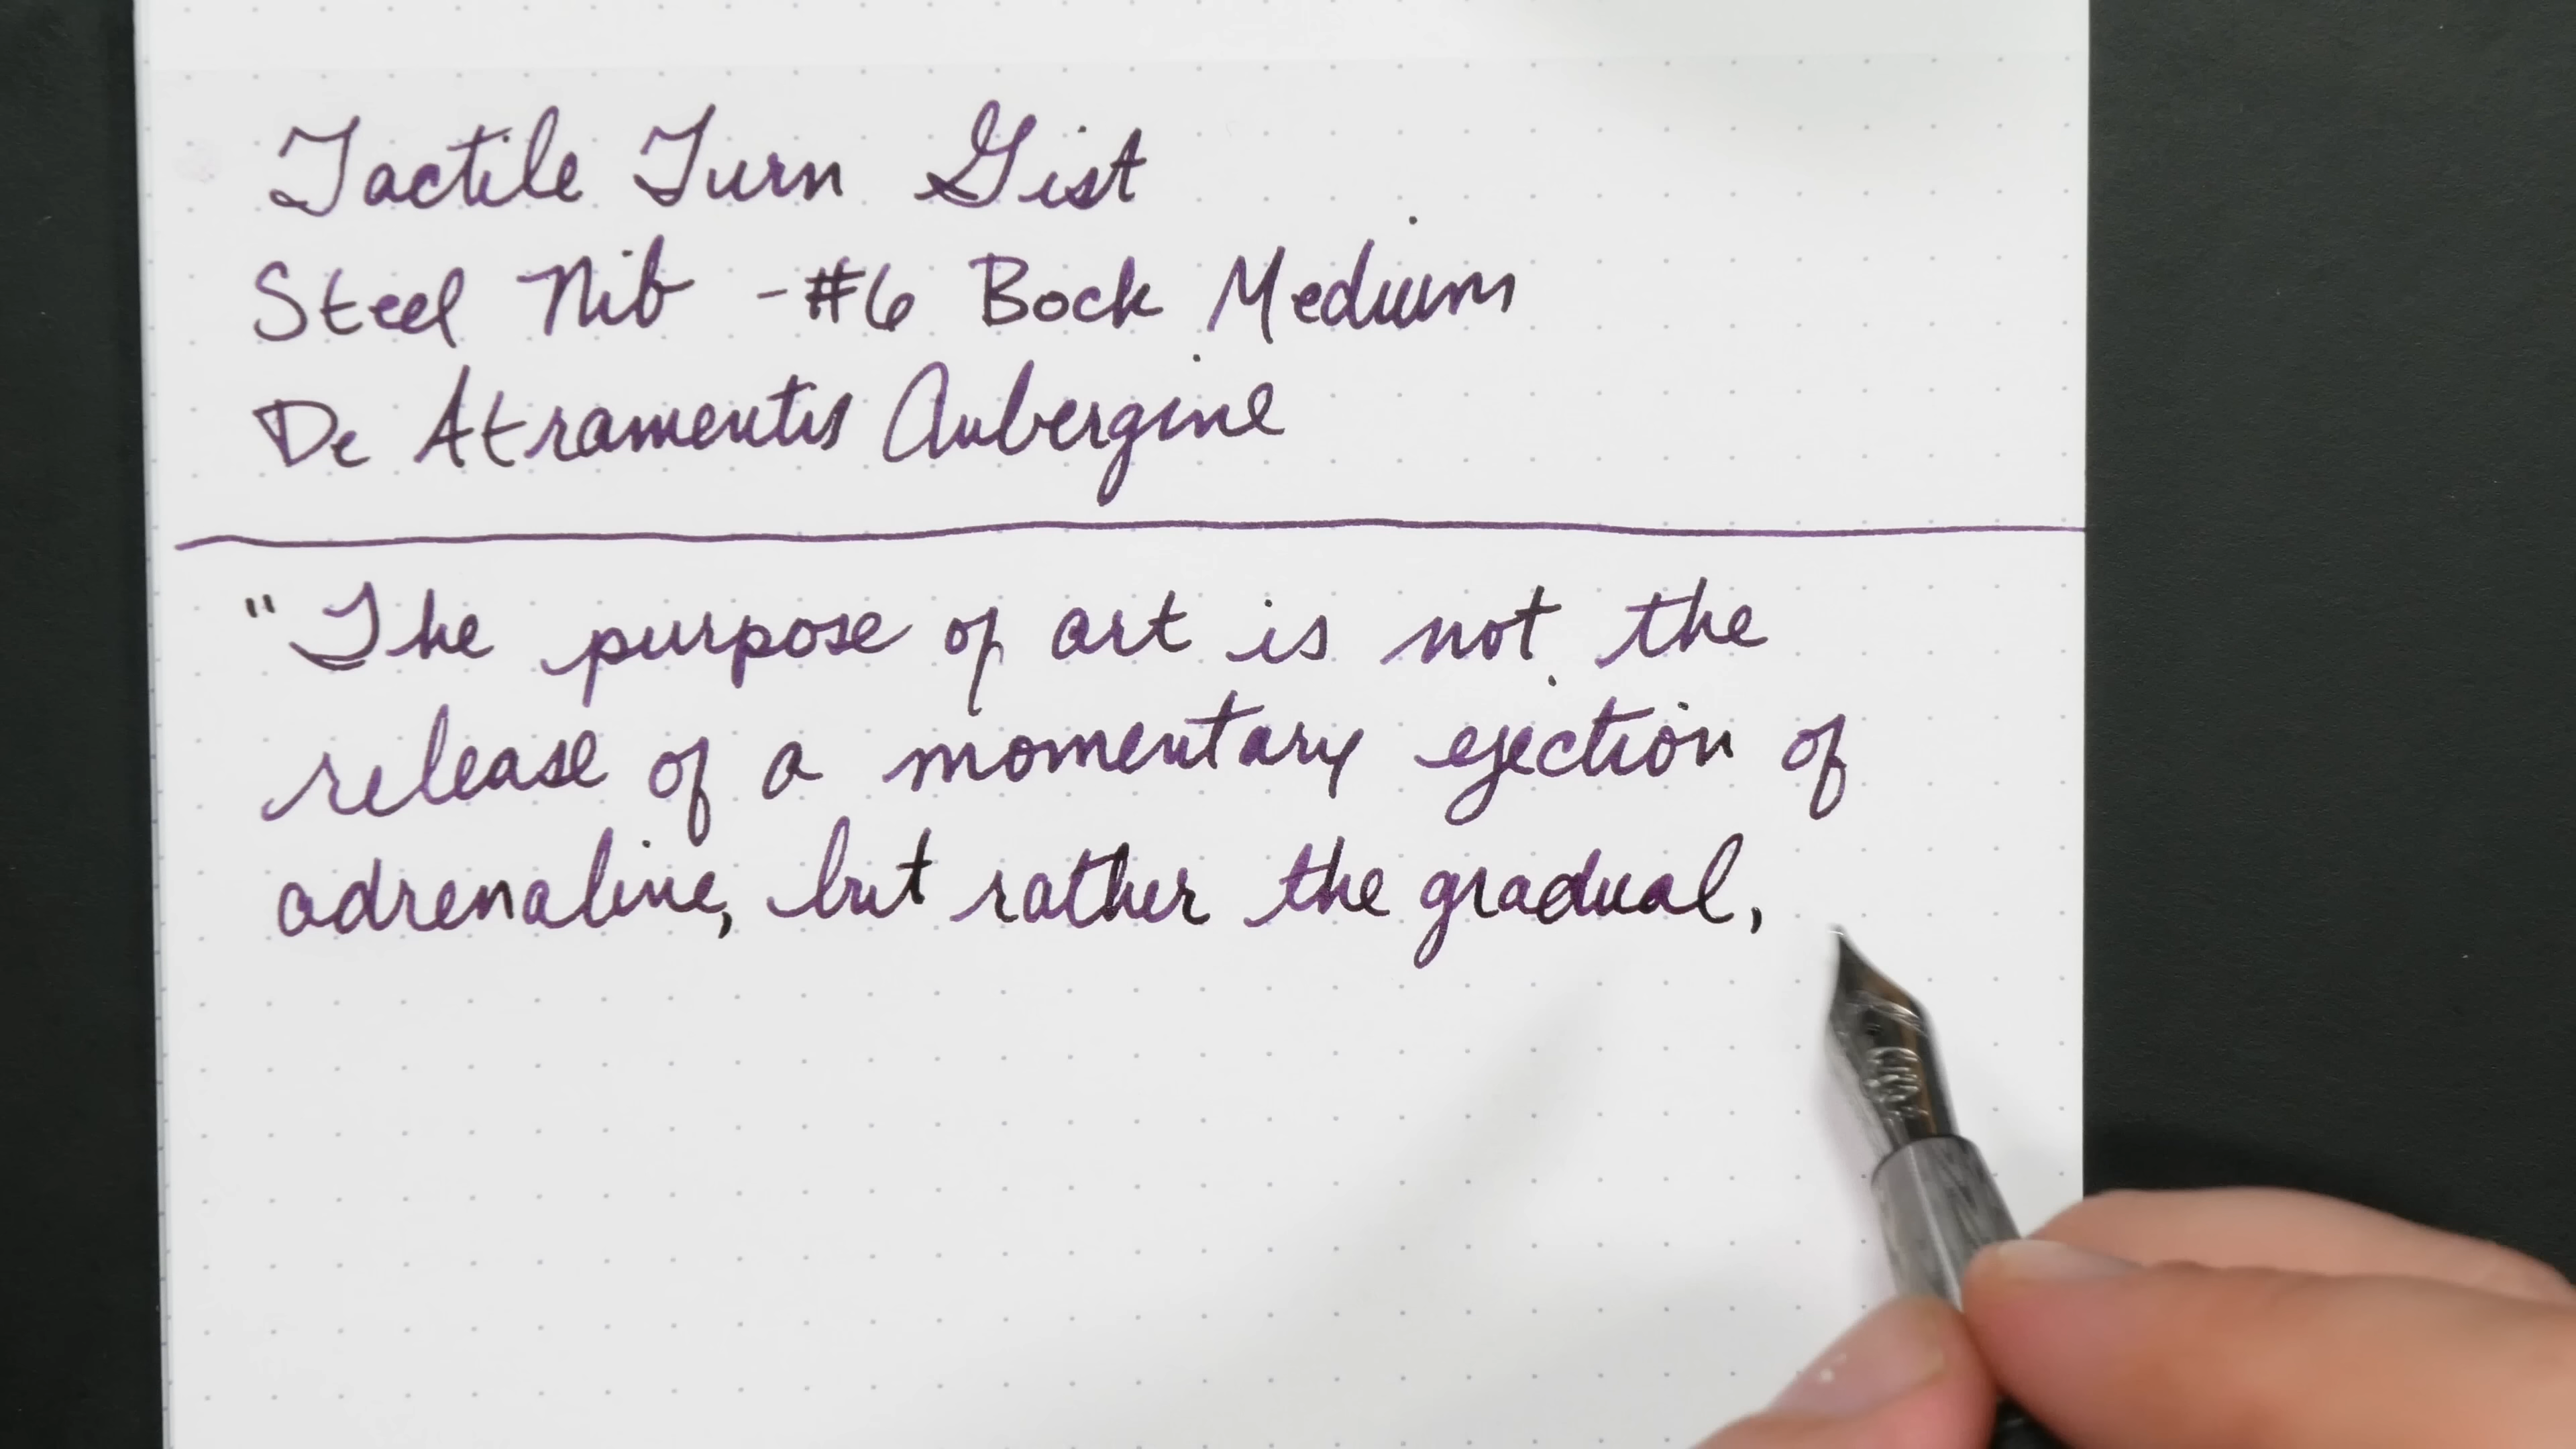 Tactile Turn Gist
Steel Nib - #6 Bock Medium
De Atramentis Aubergine
"The purpose of art is not the
release of a momentary ejection of
adrenaline, but rather the gradual,